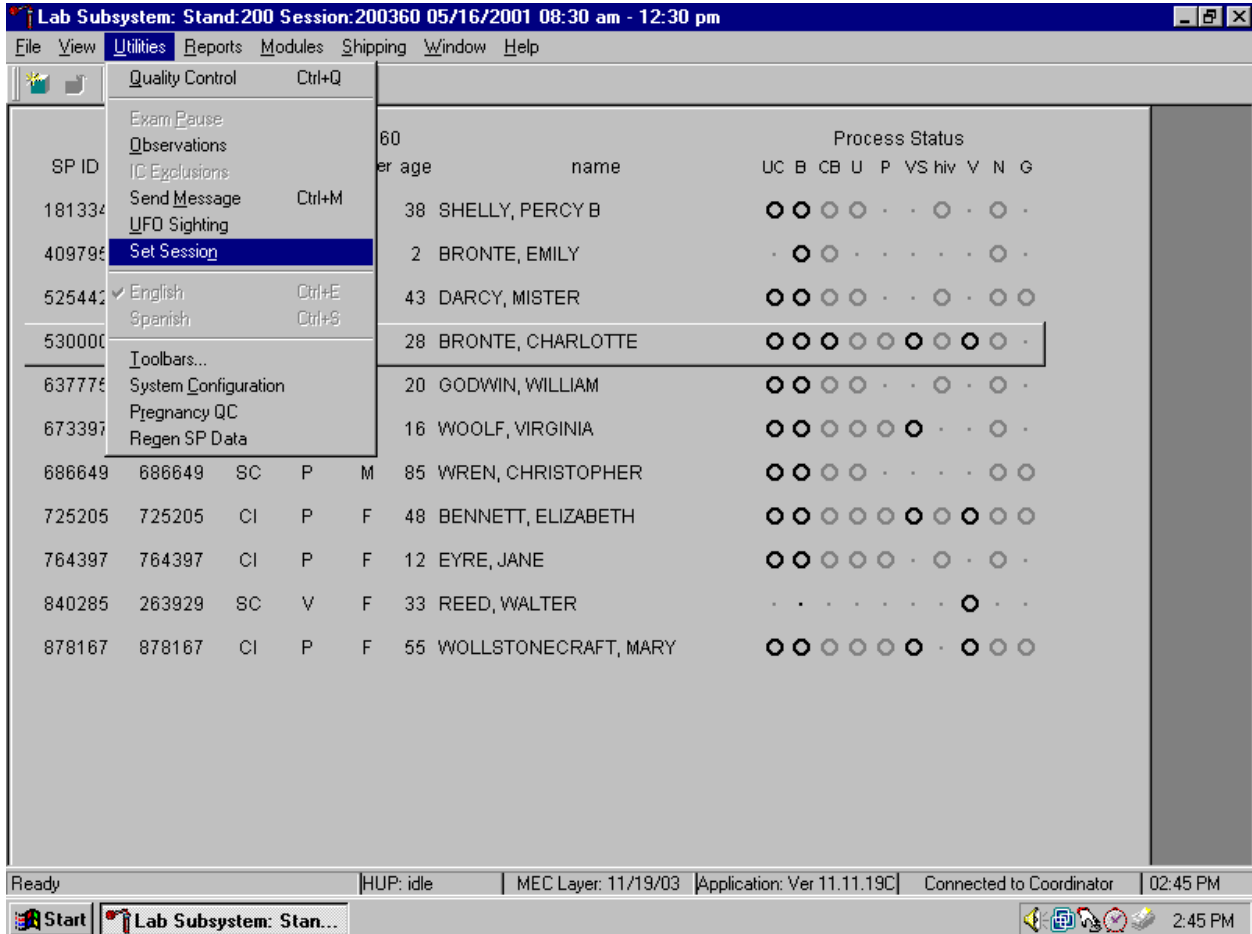 Lab Subsystem: Stand:200 Session:200360 05/16/2001 08:30 am - 12:30 pm
File View Utilities Reports Modules Shipping Window Help
Quality Control Ctrl+Q
Exam Pause
Observations
IC Exclusions
Send Message Ctrl+M
UFO Sighting
Set Session
English Ctrl+E
Spanish Ctrl+S
Toolbars...
System Configuration
Pregnancy QC
Regen SP Data
60 Process Status
SP ID er age name UC B CB U P VS hiv V N G
181334 38 SHELLY, PERCY B
409795 2 BRONTE, EMILY
525442 43 DARCY, MISTER
530000 28 BRONTE, CHARLOTTE
637775 20 GODWIN, WILLIAM
673397 16 WOOLF, VIRGINIA
686649 686649 SC P M 85 WREN, CHRISTOPHER
725205 725205 CI P F 48 BENNETT, ELIZABETH
764397 764397 CI P F 12 EYRE, JANE
840285 263929 SC V F 33 REED, WALTER
878167 878167 CI P F 55 WOLLSTONECRAFT, MARY
Ready HUP: idle MEC Layer: 11/19/03 Application: Ver 11.11.19C Connected to Coordinator 02:45 PM
Start Lab Subsystem: Stan... 2:45 PM